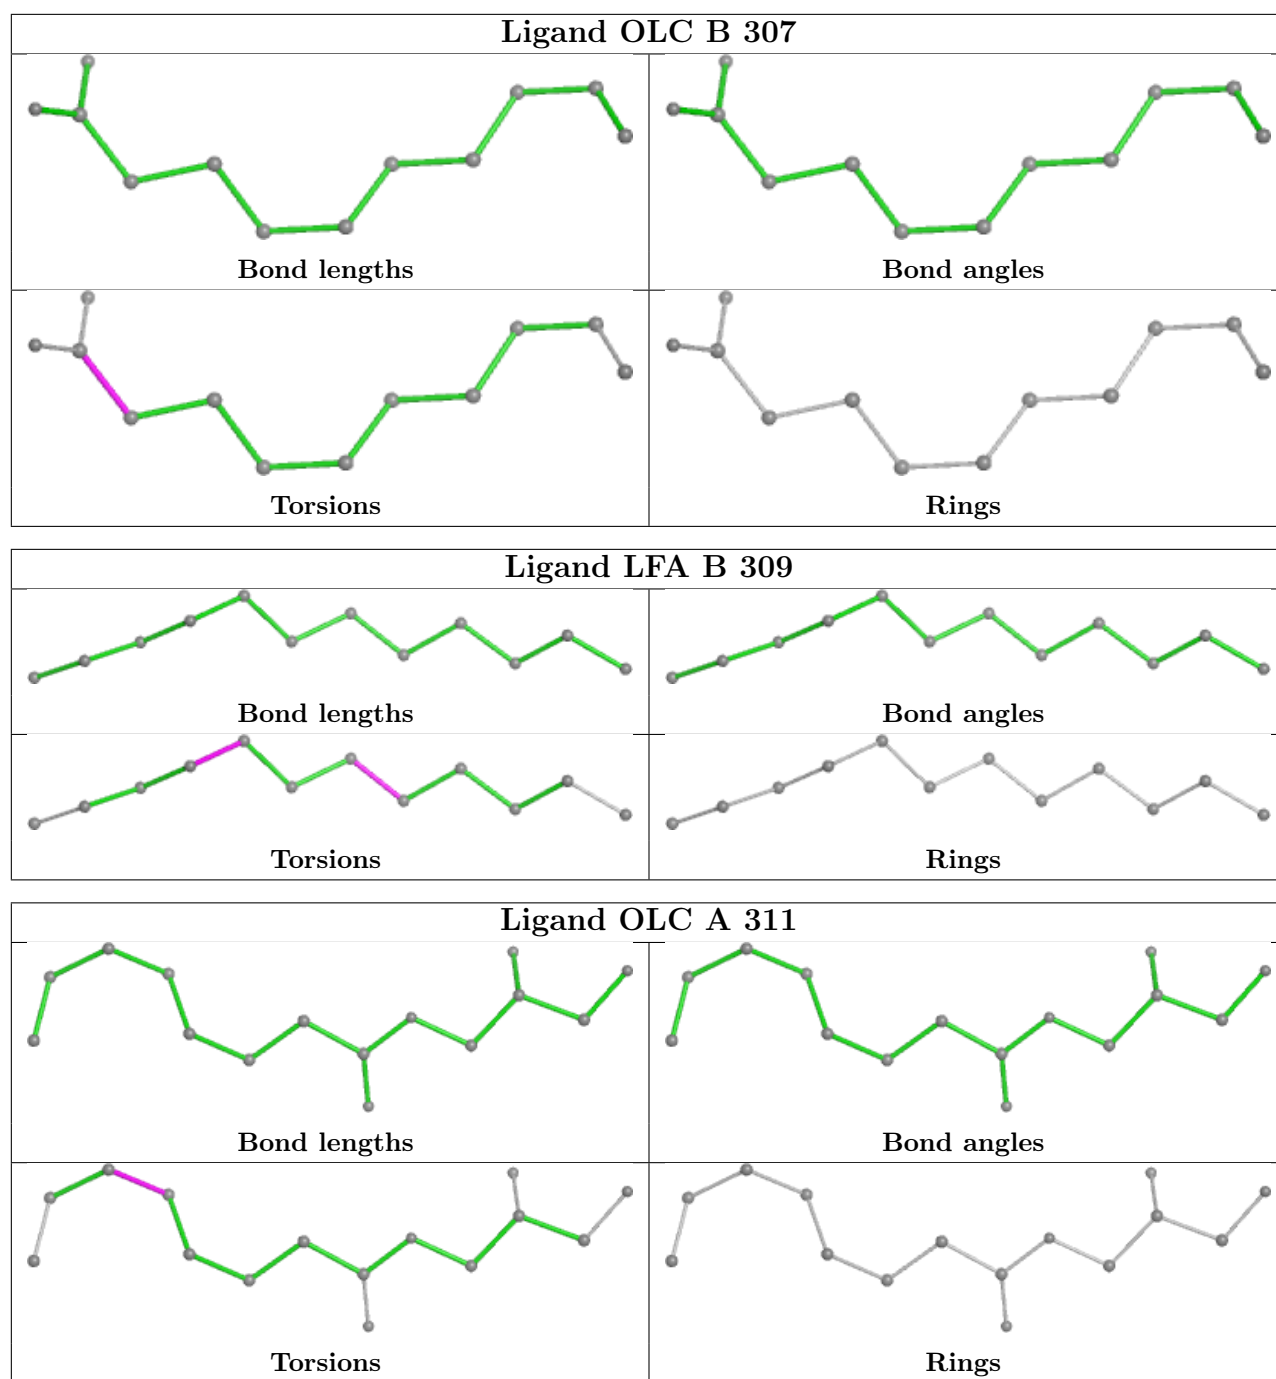 Ligand OLC B 307
Bond lengths
Bond angles
Torsions
Rings
Ligand LFA B 309
Bond lengths
Bond angles
Torsions
Rings
Ligand OLC A 311
Bond lengths
Bond angles
Torsions
Rings